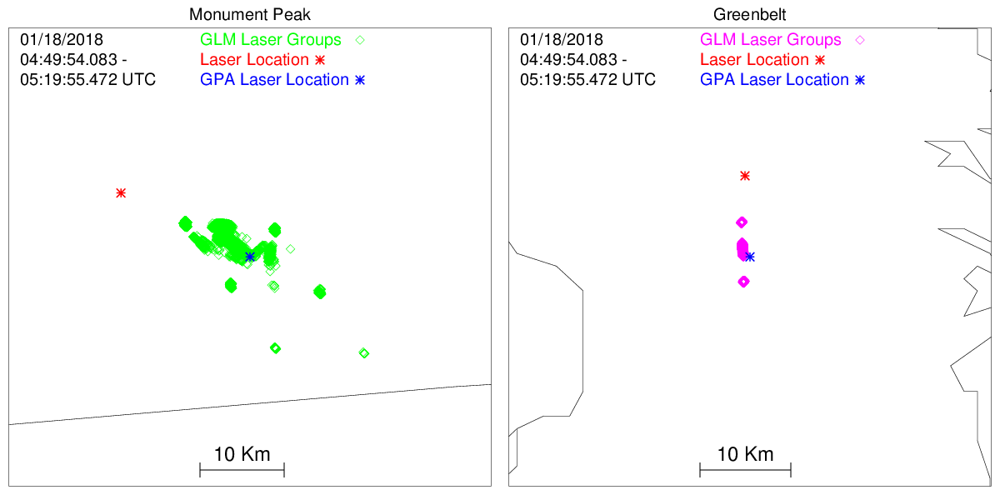 Monument Peak
01/18/2018
04:49:54.083 -
05:19:55.472 UTC
GLM Laser Groups
Laser Location
GPA Laser Location
10 Km
Greenbelt
01/18/2018
04:49:54.083 -
05:19:55.472 UTC
GLM Laser Groups
Laser Location
GPA Laser Location
10 Km